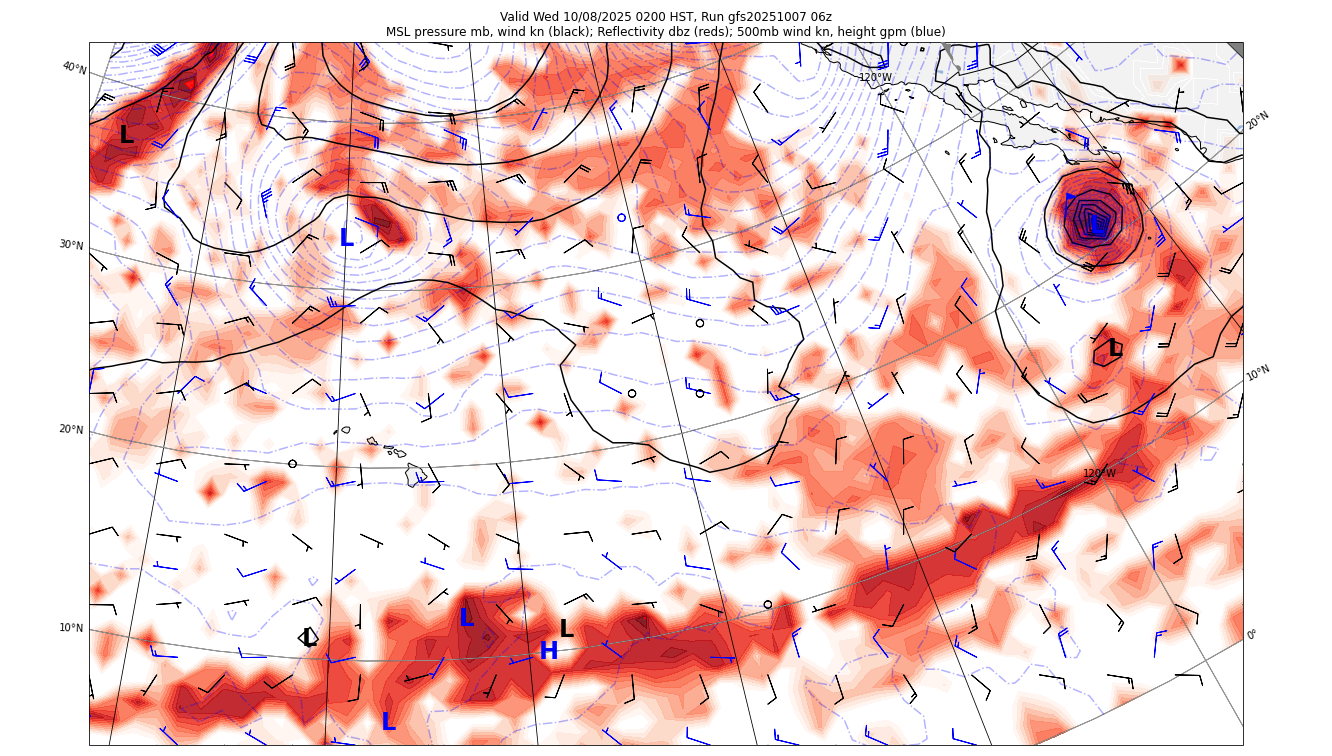 Valid Wed 10/08/2025 0200 HST, Run gfs20251007 06z
MSL pressure mb, wind kn (black); Reflectivity dbz (reds); 500mb wind kn, height gpm (blue)
40°N
120°W
20°N
L
30°N
L
L
L
10°N
20°N
120°W
10°N
L
L
L
H
0°
L